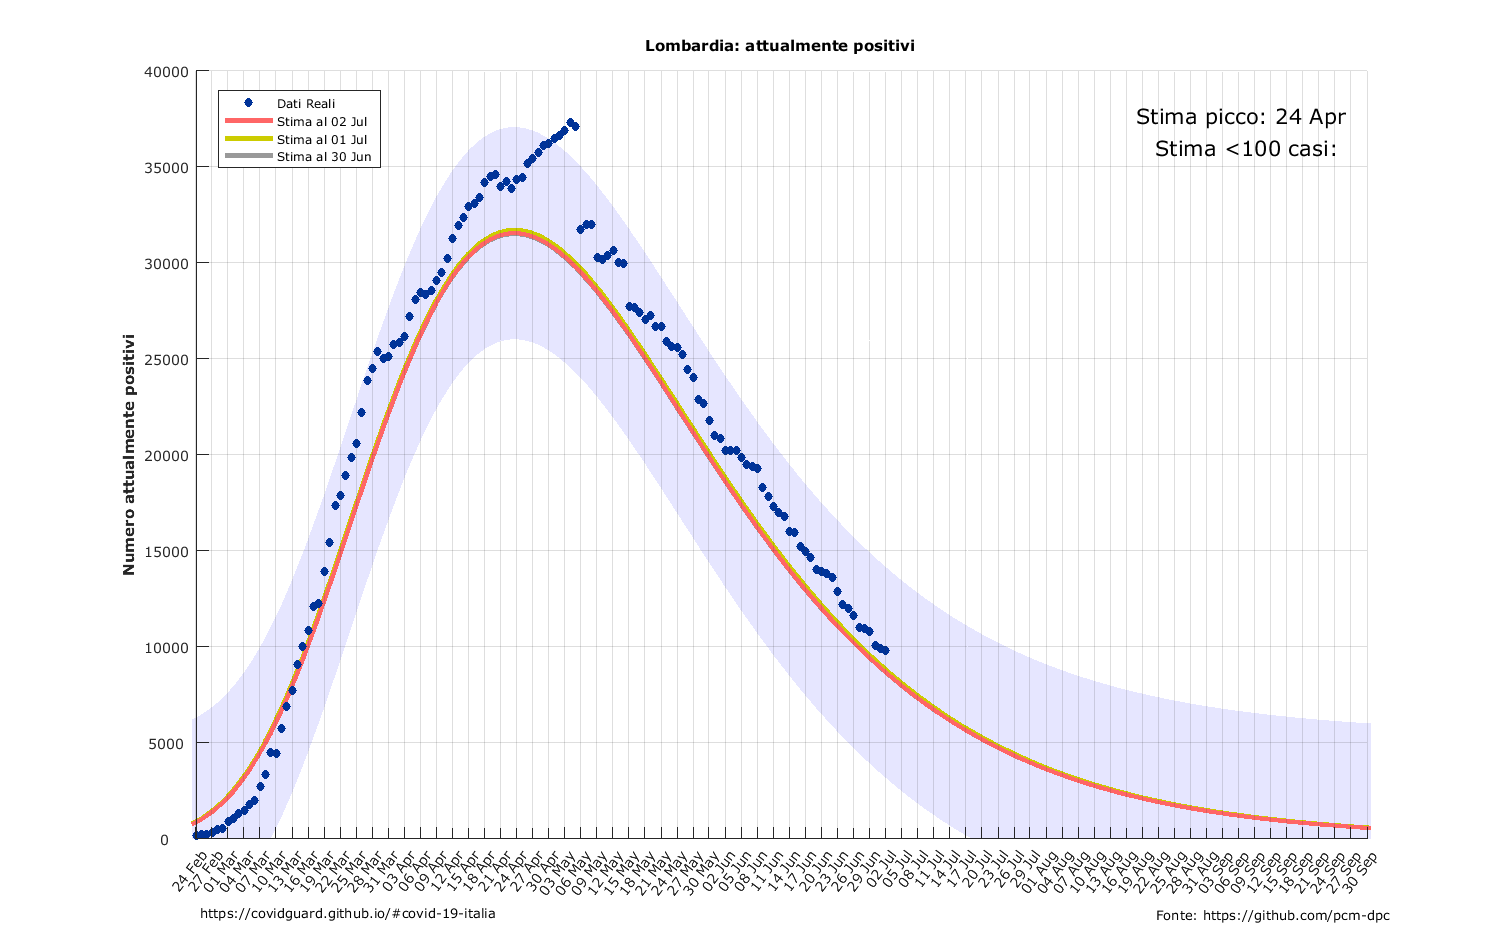 Lombardia: attualmente positivi
40000
35000
30000
25000
20000
15000
10000
5000
0
Numero attualmente positivi
Dati Reali
Stima al 02 Jul
Stima al 01 Jul
Stima al 30 Jun
Stima picco: 24 Apr
Stima <100 casi:
24 Feb
27 Feb
01 Mar
04 Mar
07 Mar
10 Mar
13 Mar
16 Mar
19 Mar
22 Mar
25 Mar
28 Mar
31 Mar
03 Apr
06 Apr
09 Apr
12 Apr
15 Apr
18 Apr
21 Apr
24 Apr
27 Apr
30 Apr
03 May
06 May
09 May
12 May
15 May
18 May
21 May
24 May
27 May
30 May
02 Jun
05 Jun
08 Jun
11 Jun
14 Jun
17 Jun
20 Jun
23 Jun
26 Jun
29 Jun
02 Jul
05 Jul
08 Jul
11 Jul
14 Jul
17 Jul
20 Jul
23 Jul
26 Jul
29 Jul
01 Aug
04 Aug
07 Aug
10 Aug
13 Aug
16 Aug
19 Aug
22 Aug
25 Aug
28 Aug
31 Aug
03 Sep
06 Sep
09 Sep
12 Sep
15 Sep
18 Sep
21 Sep
24 Sep
27 Sep
30 Sep
https://covidguard.github.io/#covid-19-italia
Fonte: https://github.com/pcm-dpc